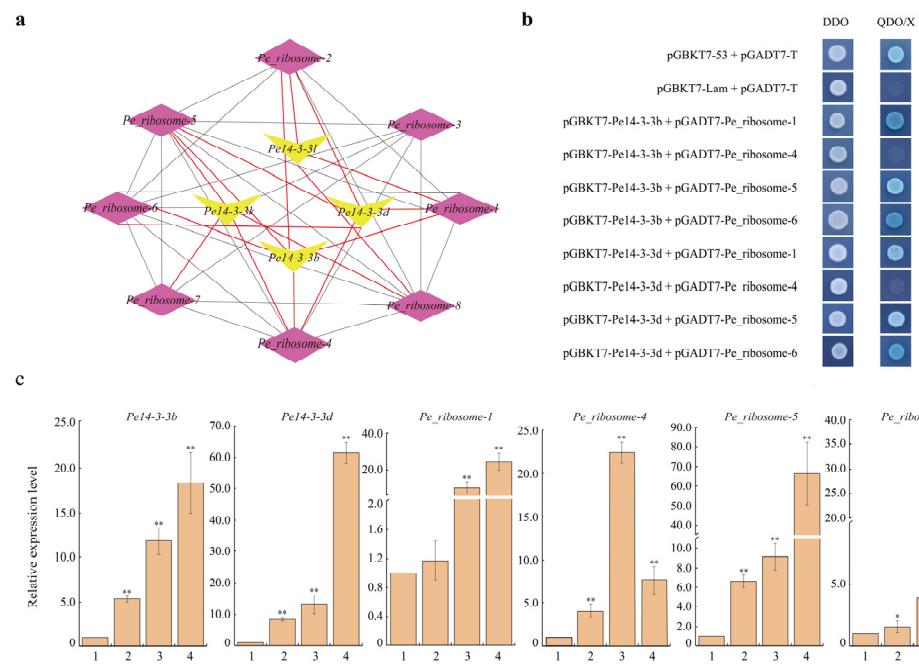 a
Pe_ribosome-2
Pe_ribosome-5
Pe_ribosome-3
Pe14-3-3l
Pe_ribosome-6
Pe14-3-3k
Pe14-3-3d
Pe_ribosome-1
Pe14-3-3b
Pe_ribosome-7
Pe_ribosome-8
Pe_ribosome-4
b
DDO QDO/X
pGBKT7-53 + pGADT7-T
pGBKT7-Lam + pGADT7-T
pGBKT7-Pe14-3-3b + pGADT7-Pe_ribosome-1
pGBKT7-Pe14-3-3b + pGADT7-Pe_ribosome-4
pGBKT7-Pe14-3-3b + pGADT7-Pe_ribosome-5
pGBKT7-Pe14-3-3b + pGADT7-Pe_ribosome-6
pGBKT7-Pe14-3-3d + pGADT7-Pe_ribosome-1
pGBKT7-Pe14-3-3d + pGADT7-Pe_ribosome-4
pGBKT7-Pe14-3-3d + pGADT7-Pe_ribosome-5
pGBKT7-Pe14-3-3d + pGADT7-Pe_ribosome-6
c
Relative expression level
Pe14-3-3b
25.0
20.0
15.0
10.0
5.0
0
** ** **
1 2 3 4
Pe14-3-3d
70.0
60.0
50.0
40.0
30.0
20.0
10.0
0.0
** ** **
1 2 3 4
Pe_ribosome-1
40.0
20.0
2.0
1.6
1.2
0.8
0.4
0
** **
1 2 3 4
Pe_ribosome-4
25.0
20.0
15.0
10.0
5.0
0.0
** ** **
1 2 3 4
Pe_ribosome-5
90.0
80.0
70.0
60.0
50.0
40.0
30.0
10.0
8.0
6.0
4.0
2.0
0.0
** ** **
1 2 3 4
Pe_ribo
40.0
35.0
30.0
25.0
20.0
5.0
0.0
*
1 2